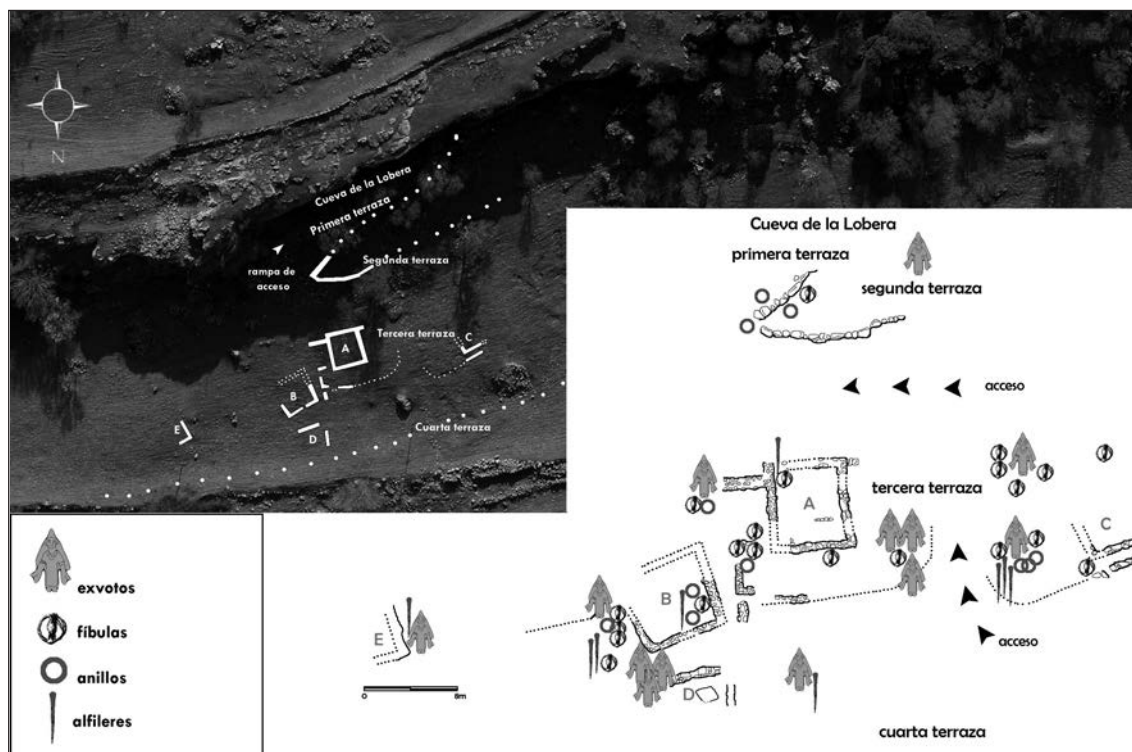 N
Cueva de la Lobera
Primera terraza
rampa de
acceso
Segunda terraza
Tercera terraza
A
C
B
E
D
Cuarta terraza
Cueva de la Lobera
primera terraza
segunda terraza
acceso
tercera terraza
A
C
B
E
acceso
0 8m
D
cuarta terraza
exvotos
fíbulas
anillos
alfileres